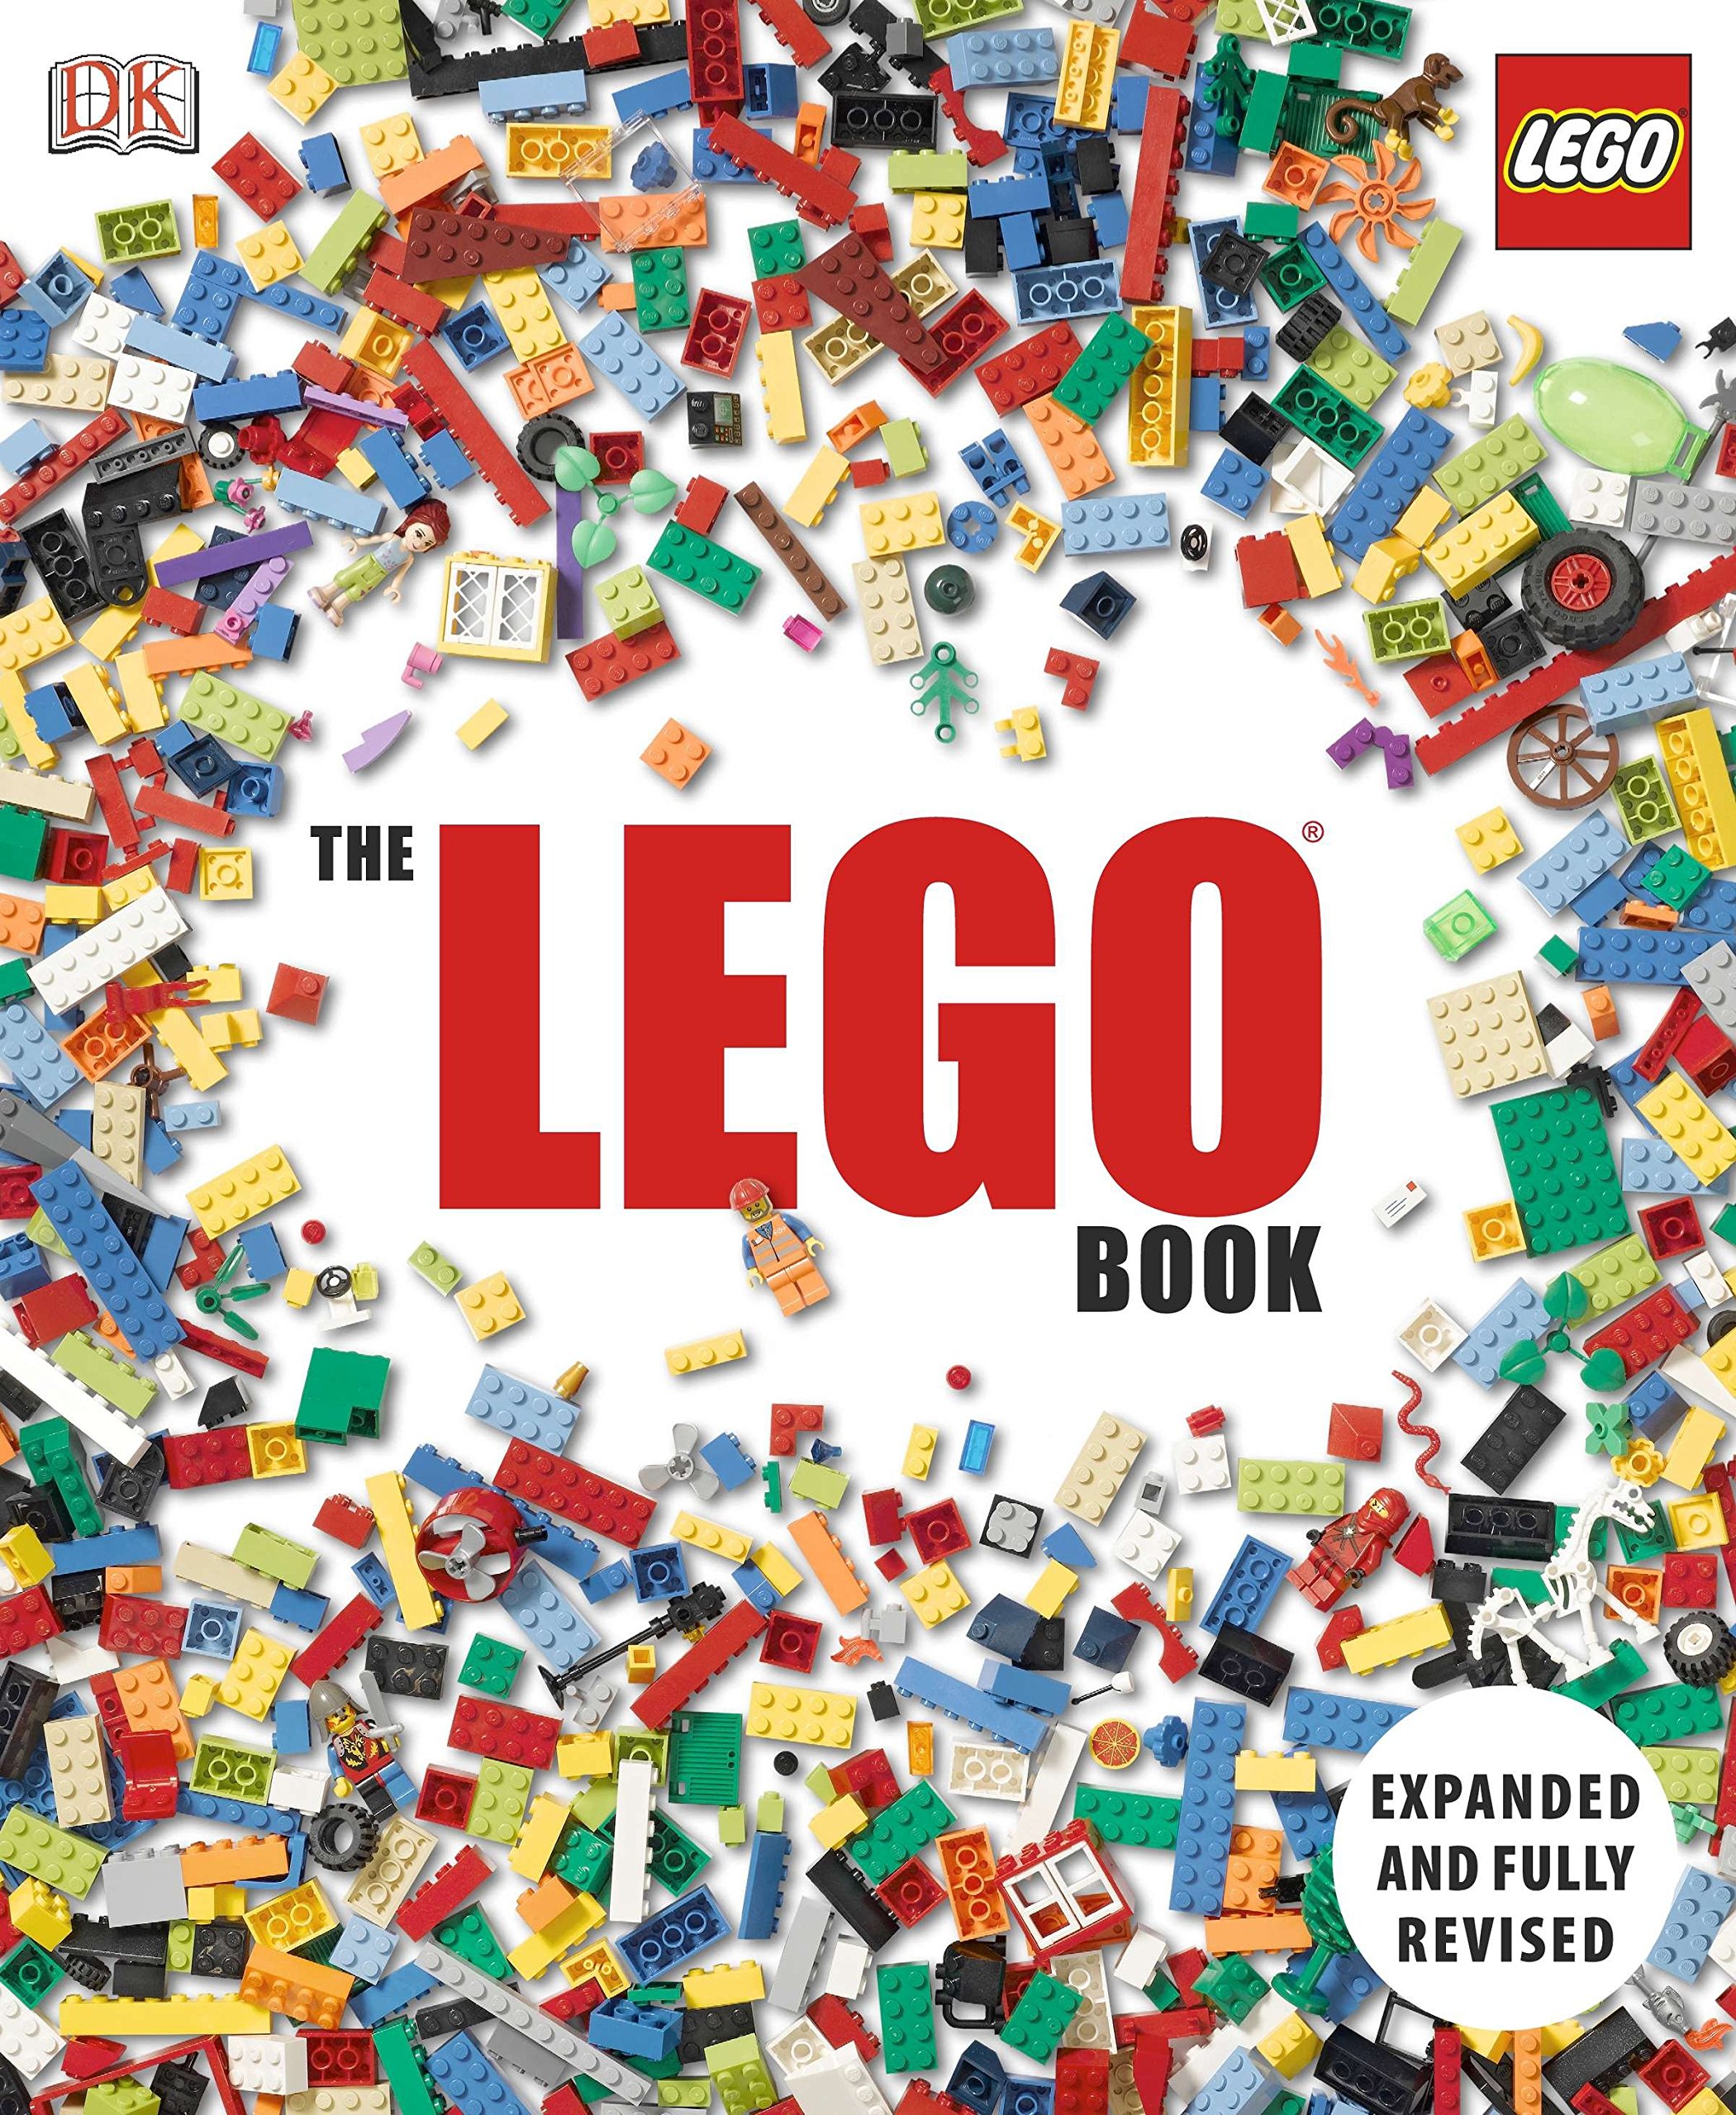 DK
LEGO
THE
LEGO®
BOOK
EXPANDED
AND FULLY
REVISED